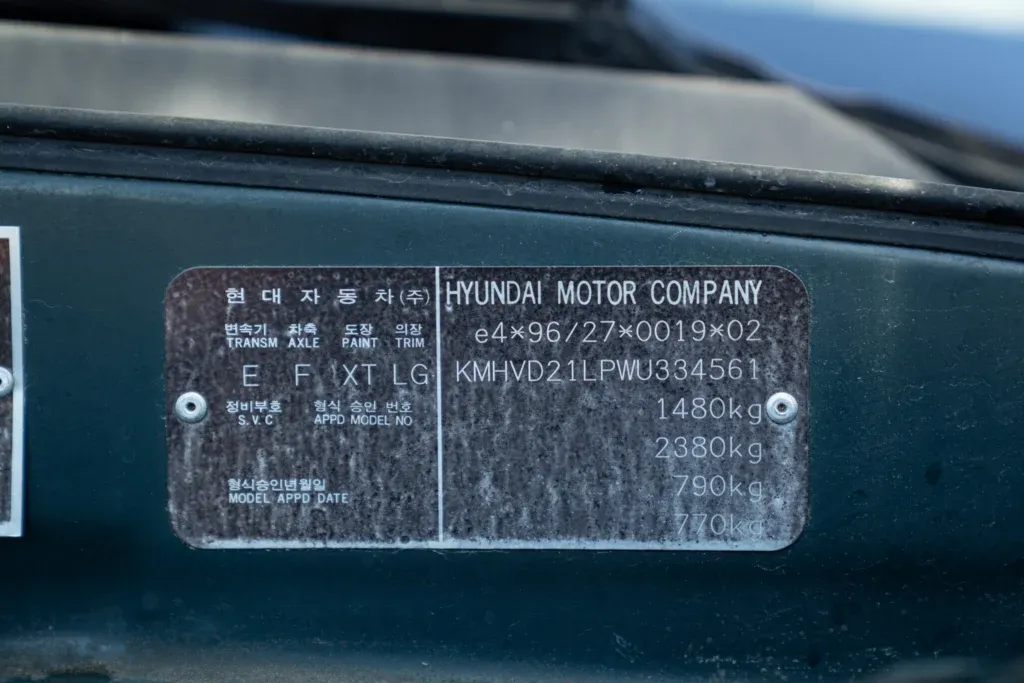 현대자동차(주)
변속기 차축 도장 의장
TRANSM AXLE PAINT TRIM
E F XT LG
정비부호 형식 승인 번호
S.V.C APPD MODEL NO
형식승인년월일
MODEL APPD DATE
HYUNDAI MOTOR COMPANY
e4*96/27*0019*02
KMHVD21LPWU334561
1480kg
2380kg
790kg
770kg